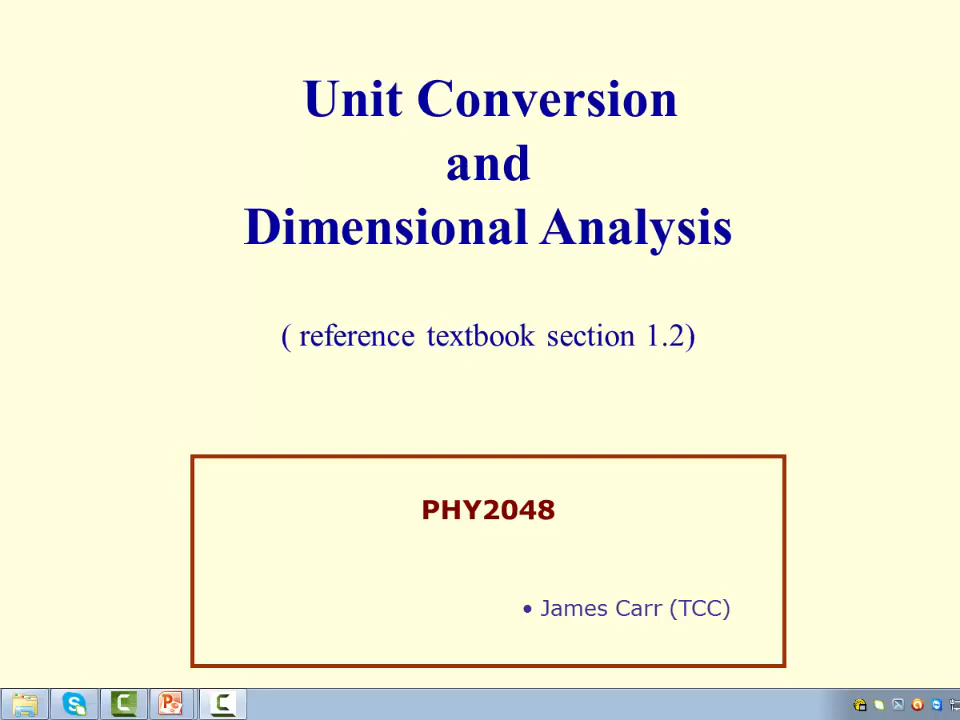 Unit Conversion
and
Dimensional Analysis
( reference textbook section 1.2)
PHY2048
• James Carr (TCC)